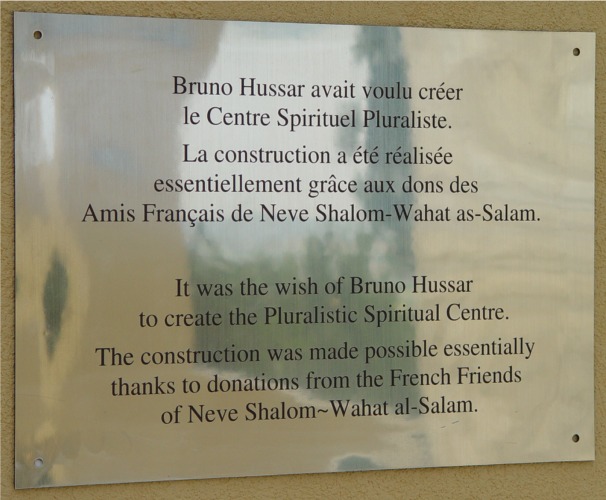 Bruno Hussar avait voulu créer
le Centre Spirituel Pluraliste.
La construction a été réalisée
essentiellement grâce aux dons des
Amis Français de Neve Shalom-Wahat as-Salam.
It was the wish of Bruno Hussar
to create the Pluralistic Spiritual Centre.
The construction was made possible essentially
thanks to donations from the French Friends
of Neve Shalom~Wahat al-Salam.